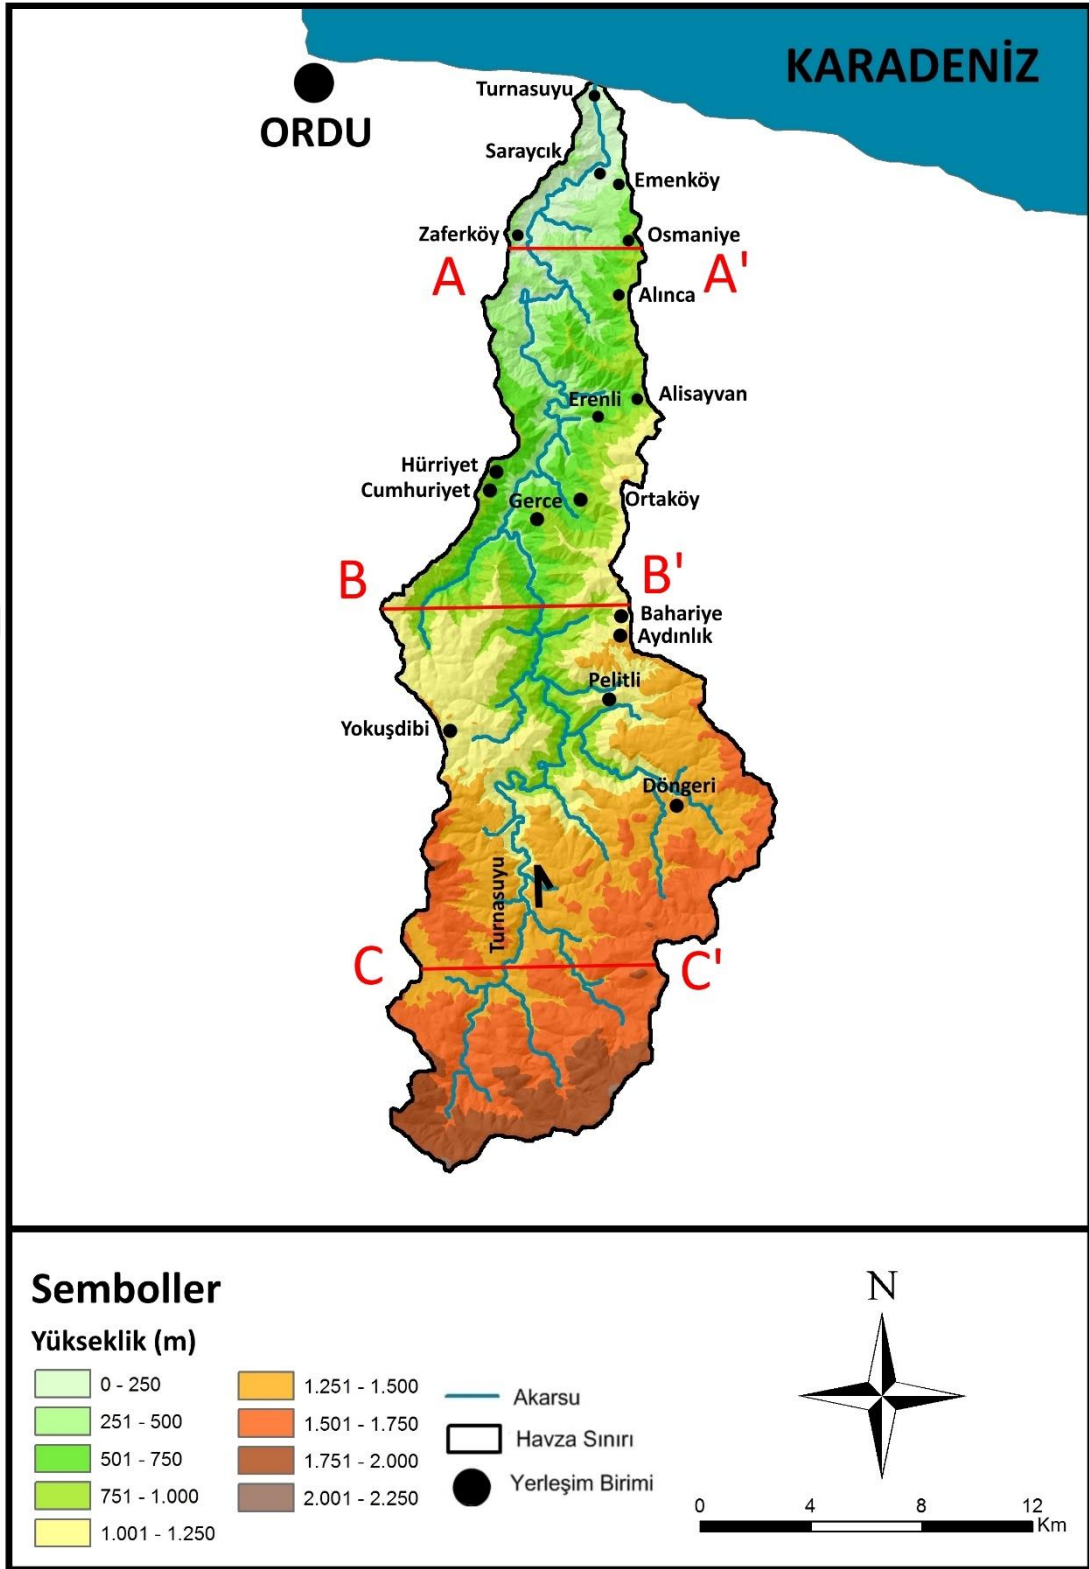 KARADENİZ
ORDU
Turnasuyu
Saraycık
Emenköy
Zaferköy
Osmaniye
A
A'
Alınca
Erenli
Alisayvan
Hürriyet
Cumhuriyet
Gerce
Ortaköy
B
B'
Bahariye
Aydınlık
Pelitli
Yokuşdibi
Döngeri
Turnasuyu
C
C'
Semboller
Yükseklik (m)
0 - 250
251 - 500
501 - 750
751 - 1.000
1.001 - 1.250
1.251 - 1.500
1.501 - 1.750
1.751 - 2.000
2.001 - 2.250
Akarsu
Havza Sınırı
Yerleşim Birimi
N
0 4 8 12
Km